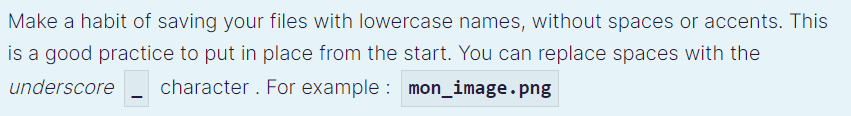 Make a habit of saving your files with lowercase names, without spaces or accents. This
is a good practice to put in place from the start. You can replace spaces with the
underscore _ character . For example : mon_image.png